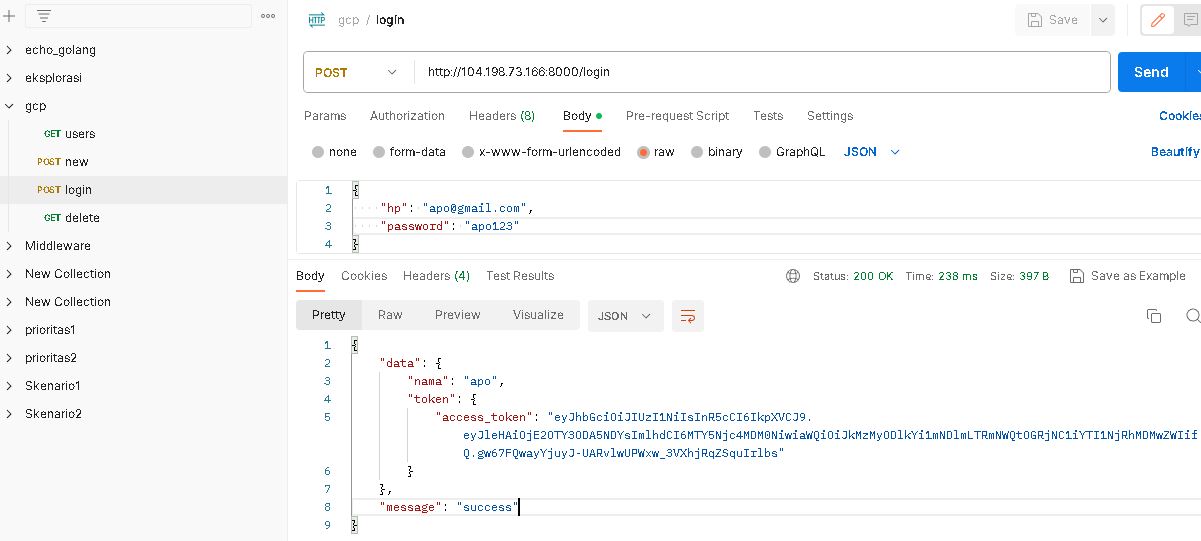 HTTP gcp / login Save
echo_golang
eksplorasi
gcp
GET users
POST new
POST login
GET delete
Middleware
New Collection
New Collection
prioritas1
prioritas2
Skenario1
Skenario2
POST http://104.198.73.166:8000/login Send
Params Authorization Headers (8) Body Pre-request Script Tests Settings Cookies
none form-data x-www-form-urlencoded raw binary GraphQL JSON Beautify
1 {
2 "hp": "apo@gmail.com",
3 "password": "apo123"
4 }
Body Cookies Headers (4) Test Results Status: 200 OK Time: 238 ms Size: 397 B Save as Example
Pretty Raw Preview Visualize JSON
1 {
2 "data": {
3 "nama": "apo",
4 "token": {
5 "access_token": "eyJhbGciOiJIUzI1NiIsInR5cCI6IkpXVCJ9.
eyJleHAiOjE2OTY3ODA5NDYsImlhdCI6MTY5Njc4MDM0NiwiaWQiOiJkMzMyODlkYi1mNDlmLTRmNWQtOGRjNC1iYTI1NjRhMDMwZWIif
Q.gw67FQwayYjuyJ-UARvlwUPWxw_3VXhjRqZSquIrlbs"
6 }
7 },
8 "message": "success"
9 }